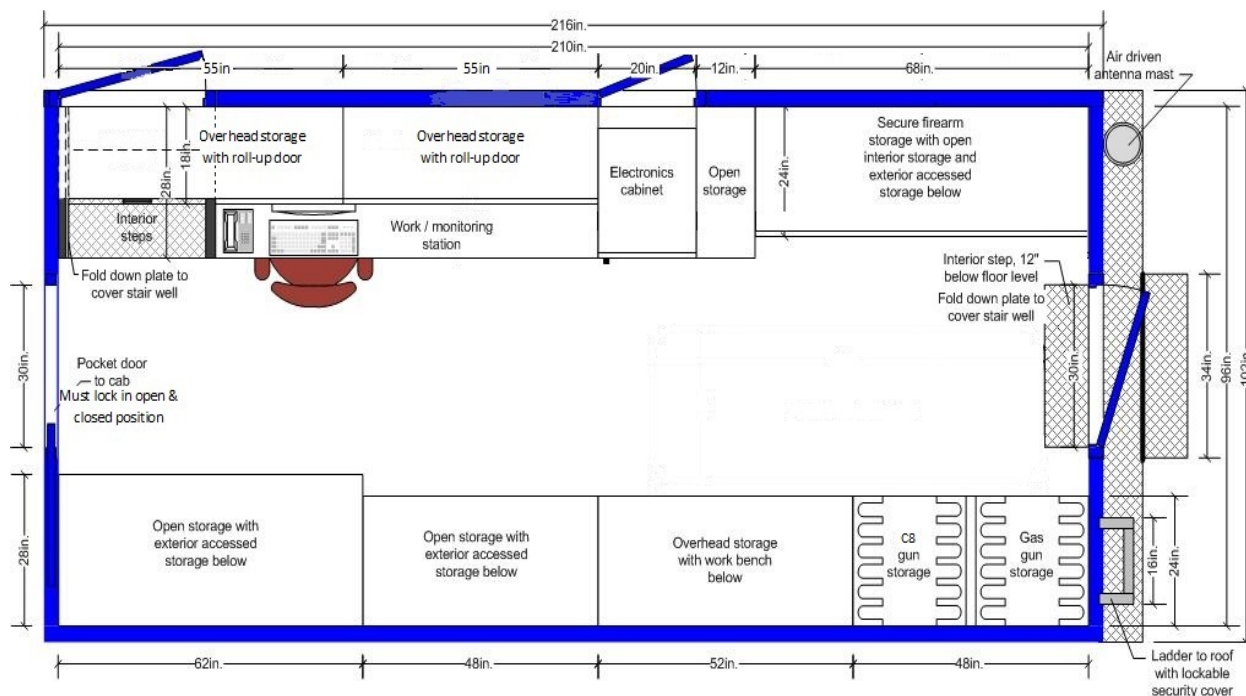 216in.
210in.
55in
55in
20in.
12in.
68in.
Air driven
antenna mast
Overhead storage
with roll-up door
Overhead storage
with roll-up door
Electronics
cabinet
Open
storage
Secure firearm
storage with open
interior storage and
exterior accessed
storage below
18in.
28in.
24in.
Interior
steps
Work / monitoring
station
Fold down plate to
cover stair well
Interior step, 12"
below floor level
Fold down plate to
cover stair well
30in.
30in.
34in.
96in.
102in.
Pocket door
to cab
Must lock in open &
closed position
28in.
Open storage with
exterior accessed
storage below
Open storage with
exterior accessed
storage below
Overhead storage
with work bench
below
C8
gun
storage
Gas
gun
storage
16in.
24in.
62in.
48in.
52in.
48in.
Ladder to roof
with lockable
security cover